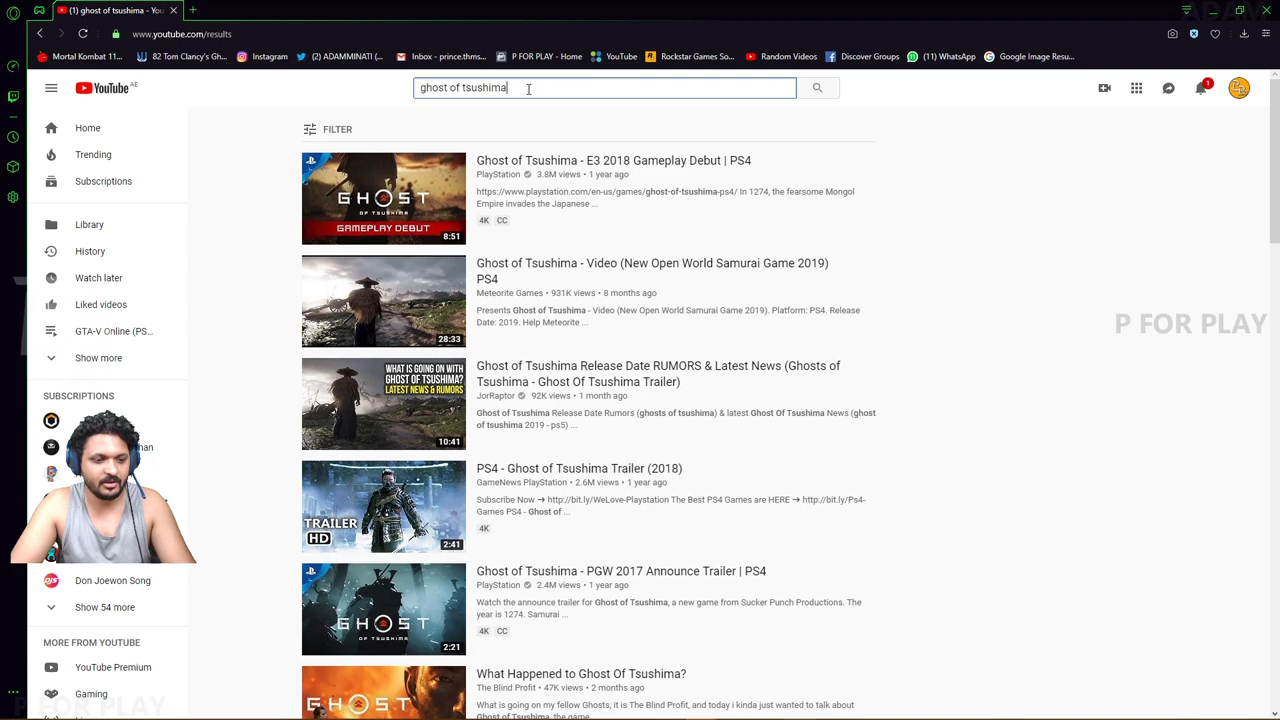 (1) ghost of tsushima - You
www.youtube.com/results
Mortal Kombat 11:
82 Tom Clancy's Gh
Instagram
(2) ADAMMINATI (
Inbox - prince.thms...
P FOR PLAY - Home
YouTube
Rockstar Games So...
Random Videos
Discover Groups
(11) WhatsApp
Google Image Resu...
YouTube AE
ghost of tsushima
1
Home
Trending
Subscriptions
Library
History
Watch later
Liked videos
GTA-V Online (PS...
Show more
SUBSCRIPTIONS
Don Joewon Song
Show 54 more
MORE FROM YOUTUBE
YouTube Premium
Gaming
FILTER
GHOST
OF TSUSHIMA
GAMEPLAY DEBUT
8:51
Ghost of Tsushima - E3 2018 Gameplay Debut | PS4
PlayStation 3.8M views • 1 year ago
https://www.playstation.com/en-us/games/ghost-of-tsushima-ps4/ In 1274, the fearsome Mongol
Empire invades the Japanese ...
4K CC
28:33
Ghost of Tsushima - Video (New Open World Samurai Game 2019)
PS4
Meteorite Games • 931K views • 8 months ago
Presents Ghost of Tsushima - Video (New Open World Samurai Game 2019). Platform: PS4. Release
Date: 2019. Help Meteorite ...
WHAT IS GOING ON WITH
GHOST OF TSUSHIMA?
LATEST NEWS & RUMORS
10:41
Ghost of Tsushima Release Date RUMORS & Latest News (Ghosts of
Tsushima - Ghost Of Tsushima Trailer)
JorRaptor 92K views • 1 month ago
Ghost of Tsushima Release Date Rumors (ghosts of tsushima) & latest Ghost Of Tsushima News (ghost
of tsushima 2019 - ps5) ...
TRAILER
HD
2:41
PS4 - Ghost of Tsushima Trailer (2018)
GameNews PlayStation • 2.6M views • 1 year ago
Subscribe Now ➔ http://bit.ly/WeLove-Playstation The Best PS4 Games are HERE ➔ http://bit.ly/Ps4-
Games PS4 - Ghost of ...
4K
GHOST
OF TSUSHIMA
2:21
Ghost of Tsushima - PGW 2017 Announce Trailer | PS4
PlayStation 2.4M views • 1 year ago
Watch the announce trailer for Ghost of Tsushima, a new game from Sucker Punch Productions. The
year is 1274. Samurai ...
4K CC
GHOST
What Happened to Ghost Of Tsushima?
The Blind Profit • 47K views • 2 months ago
What is going on my fellow Ghosts, it is The Blind Profit, and today i kinda just wanted to talk about
Ghost of Tsushima, the game
P FOR PLAY
P FOR PLAY